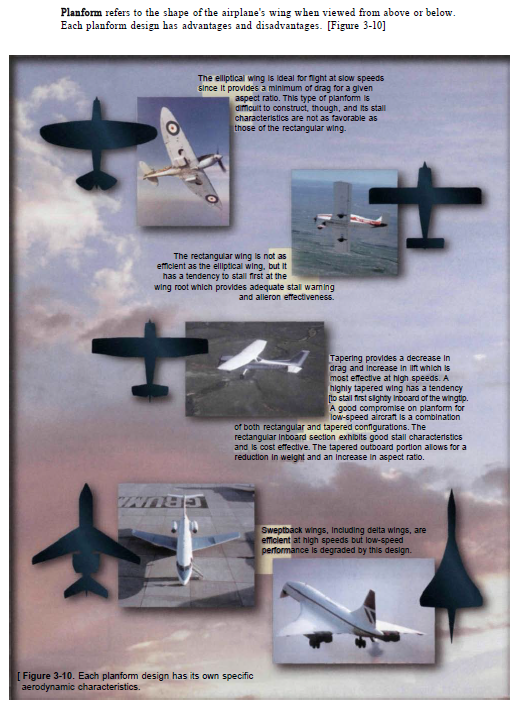 Planform refers to the shape of the airplane's wing when viewed from above or below.
Each planform design has advantages and disadvantages. [Figure 3-10]
The elliptical wing is ideal for flight at slow speeds
since it provides a minimum of drag for a given
aspect ratio. This type of planform is
difficult to construct, though, and its stall
characteristics are not as favorable as
those of the rectangular wing.
The rectangular wing is not as
efficient as the elliptical wing, but it
has a tendency to stall first at the
wing root which provides adequate stall warning
and aileron effectiveness.
Tapering provides a decrease in
drag and increase in lift which is
most effective at high speeds. A
highly tapered wing has a tendency
to stall first slightly inboard of the wingtip.
A good compromise on planform for
low-speed aircraft is a combination
of both rectangular and tapered configurations. The
rectangular inboard section exhibits good stall characteristics
and is cost effective. The tapered outboard portion allows for a
reduction in weight and an increase in aspect ratio.
GRUMM
Sweptback wings, including delta wings, are
efficient at high speeds but low-speed
performance is degraded by this design.
[ Figure 3-10. Each planform design has its own specific
aerodynamic characteristics.